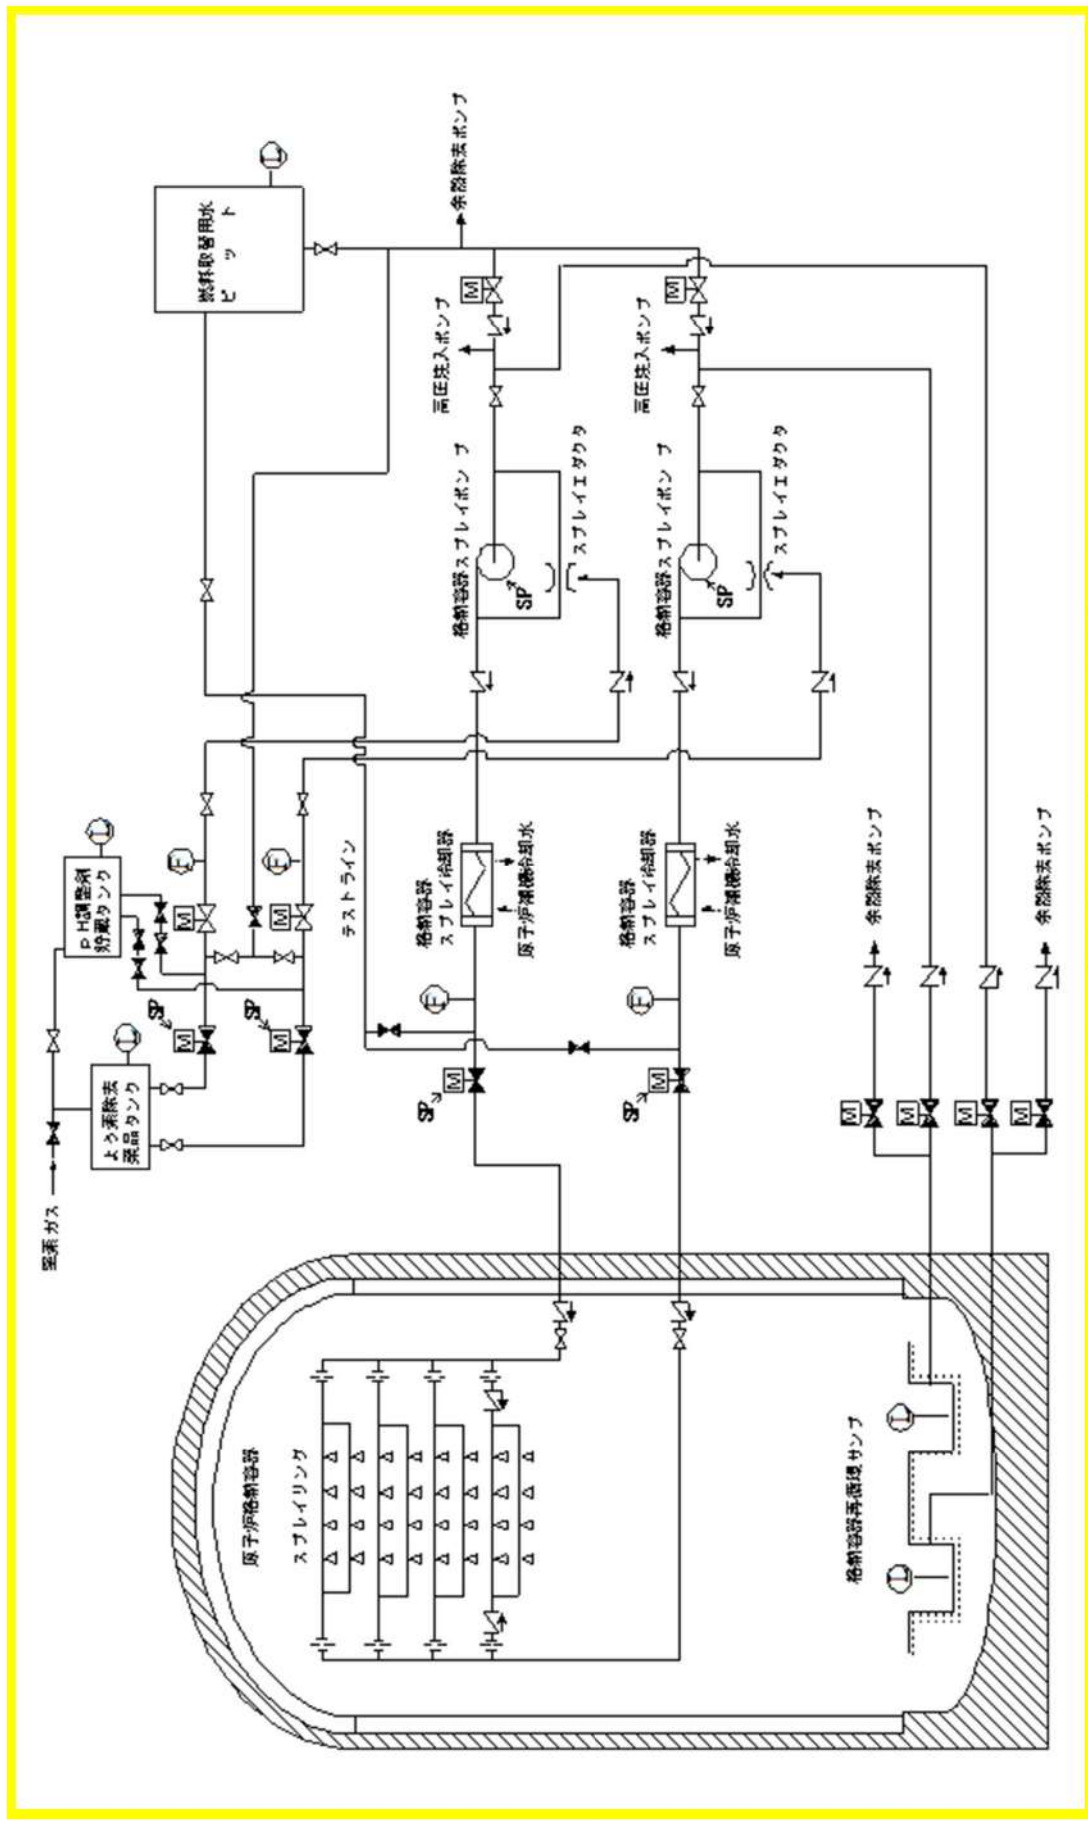 燃料取替用水
ピット
L
余熱除去ポンプ
M
高圧注入ポンプ
M
高圧注入ポンプ
格納容器スプレイポンプ
スプレイエダクタ
SP
格納容器スプレイポンプ
スプレイエダクタ
SP
窒素ガス
よう素除去
薬品タンク
L
pH調整剤
貯蔵タンク
L
SP
M
SP
M
M
M
F
F
テストライン
格納容器
スプレイ冷却器
原子炉補機冷却水
格納容器
スプレイ冷却器
原子炉補機冷却水
F
F
SP
M
SP
M
余熱除去ポンプ
余熱除去ポンプ
M
M
M
M
原子炉格納容器
スプレイリング
格納容器再循環サンプ
L
L